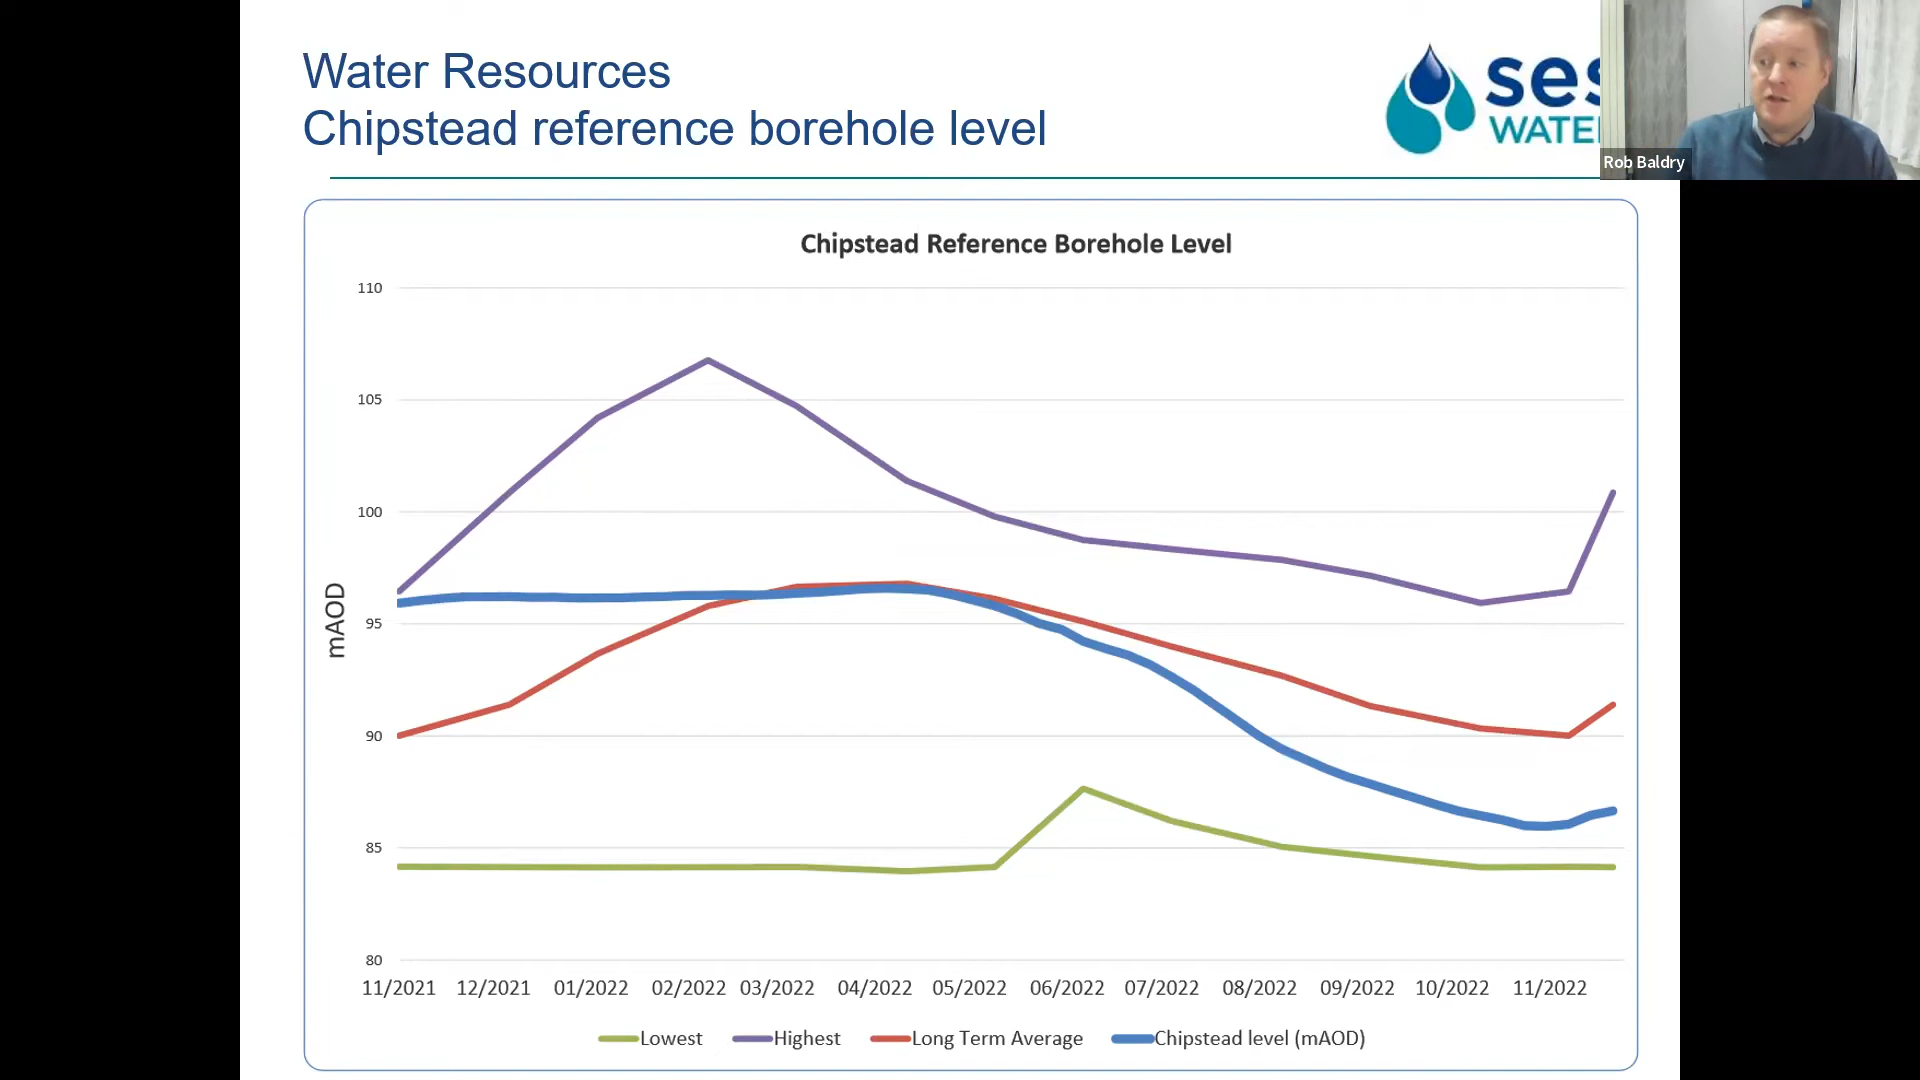 Water Resources
Chipstead reference borehole level
ses
WATER
Rob Baldry
Chipstead Reference Borehole Level
110
105
100
95
90
85
80
mAOD
11/2021 12/2021 01/2022 02/2022 03/2022 04/2022 05/2022 06/2022 07/2022 08/2022 09/2022 10/2022 11/2022
Lowest Highest Long Term Average Chipstead level (mAOD)